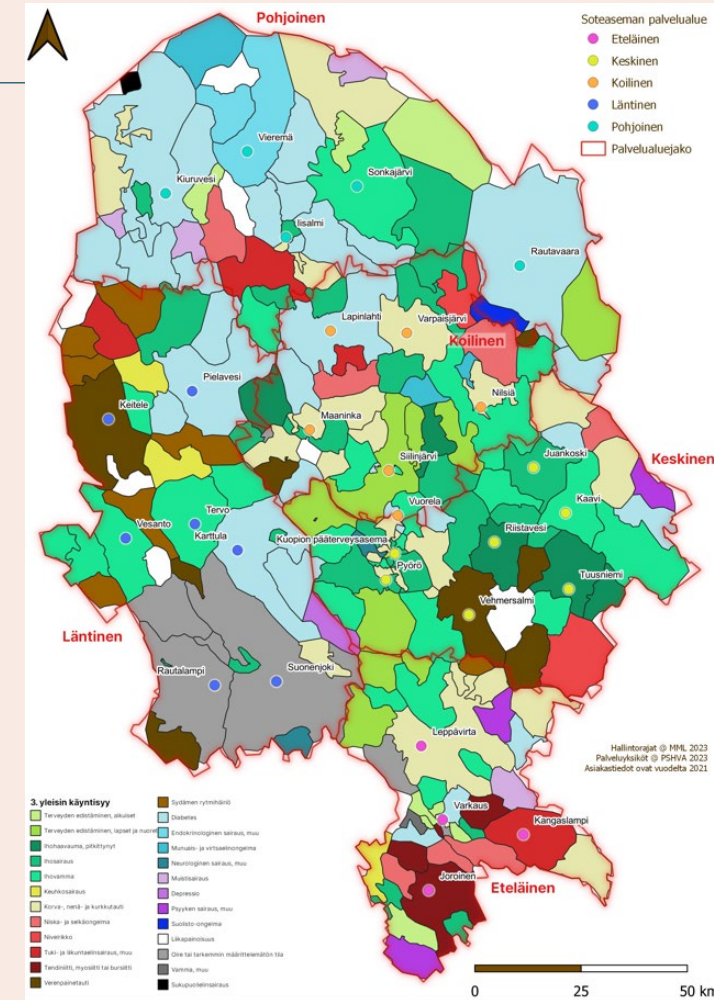 Pohjoinen
Soteaseman palvelualue
Eteläinen
Keskinen
Koilinen
Läntinen
Pohjoinen
Palvelualuejako
Vieremä
Kiuruvesi
Sonkajärvi
Iisalmi
Rautavaara
Lapinlahti
Varpaisjärvi
Koilinen
Pielavesi
Keitele
Nilsiä
Maaninka
Siilinjärvi
Juankoski
Keskinen
Kaavi
Vuorela
Tervo
Vesanto
Karttula
Riistavesi
Kuopion pääterveysasema
Pyörö
Tuusniemi
Vehmersalmi
Läntinen
Rautalampi
Suonenjoki
Leppävirta
Hallintorajat @ MML 2023
Palveluyksiköt @ PSHVA 2023
Asiakastiedot ovat vuodelta 2021
Varkaus
Kangaslampi
Joroinen
Eteläinen
3. yleisin käyntisyy
Terveyden edistäminen, aikuiset
Terveyden edistäminen, lapset ja nuoret
Ihohaavauma, pitkittynyt
Ihosairaus
Ihovamma
Keuhkosairaus
Korva-, nenä- ja kurkkutauti
Niska- ja selkäongelma
Nivelrikko
Tuki- ja liikuntaelinsairaus, muu
Tendiniitti, myosiitti tai bursiitti
Verenpainetauti
Sydämen rytmihäiriö
Diabetes
Endokrinologinen sairaus, muu
Munuais- ja virtsaelinongelma
Neurologinen sairaus, muu
Muistisairaus
Depressio
Psyyken sairaus, muu
Suolisto-ongelma
Liikapainoisuus
Oire tai tarkemmin määrittelemätön tila
Vamma, muu
Sukupuolielinsairaus
0 25 50 km